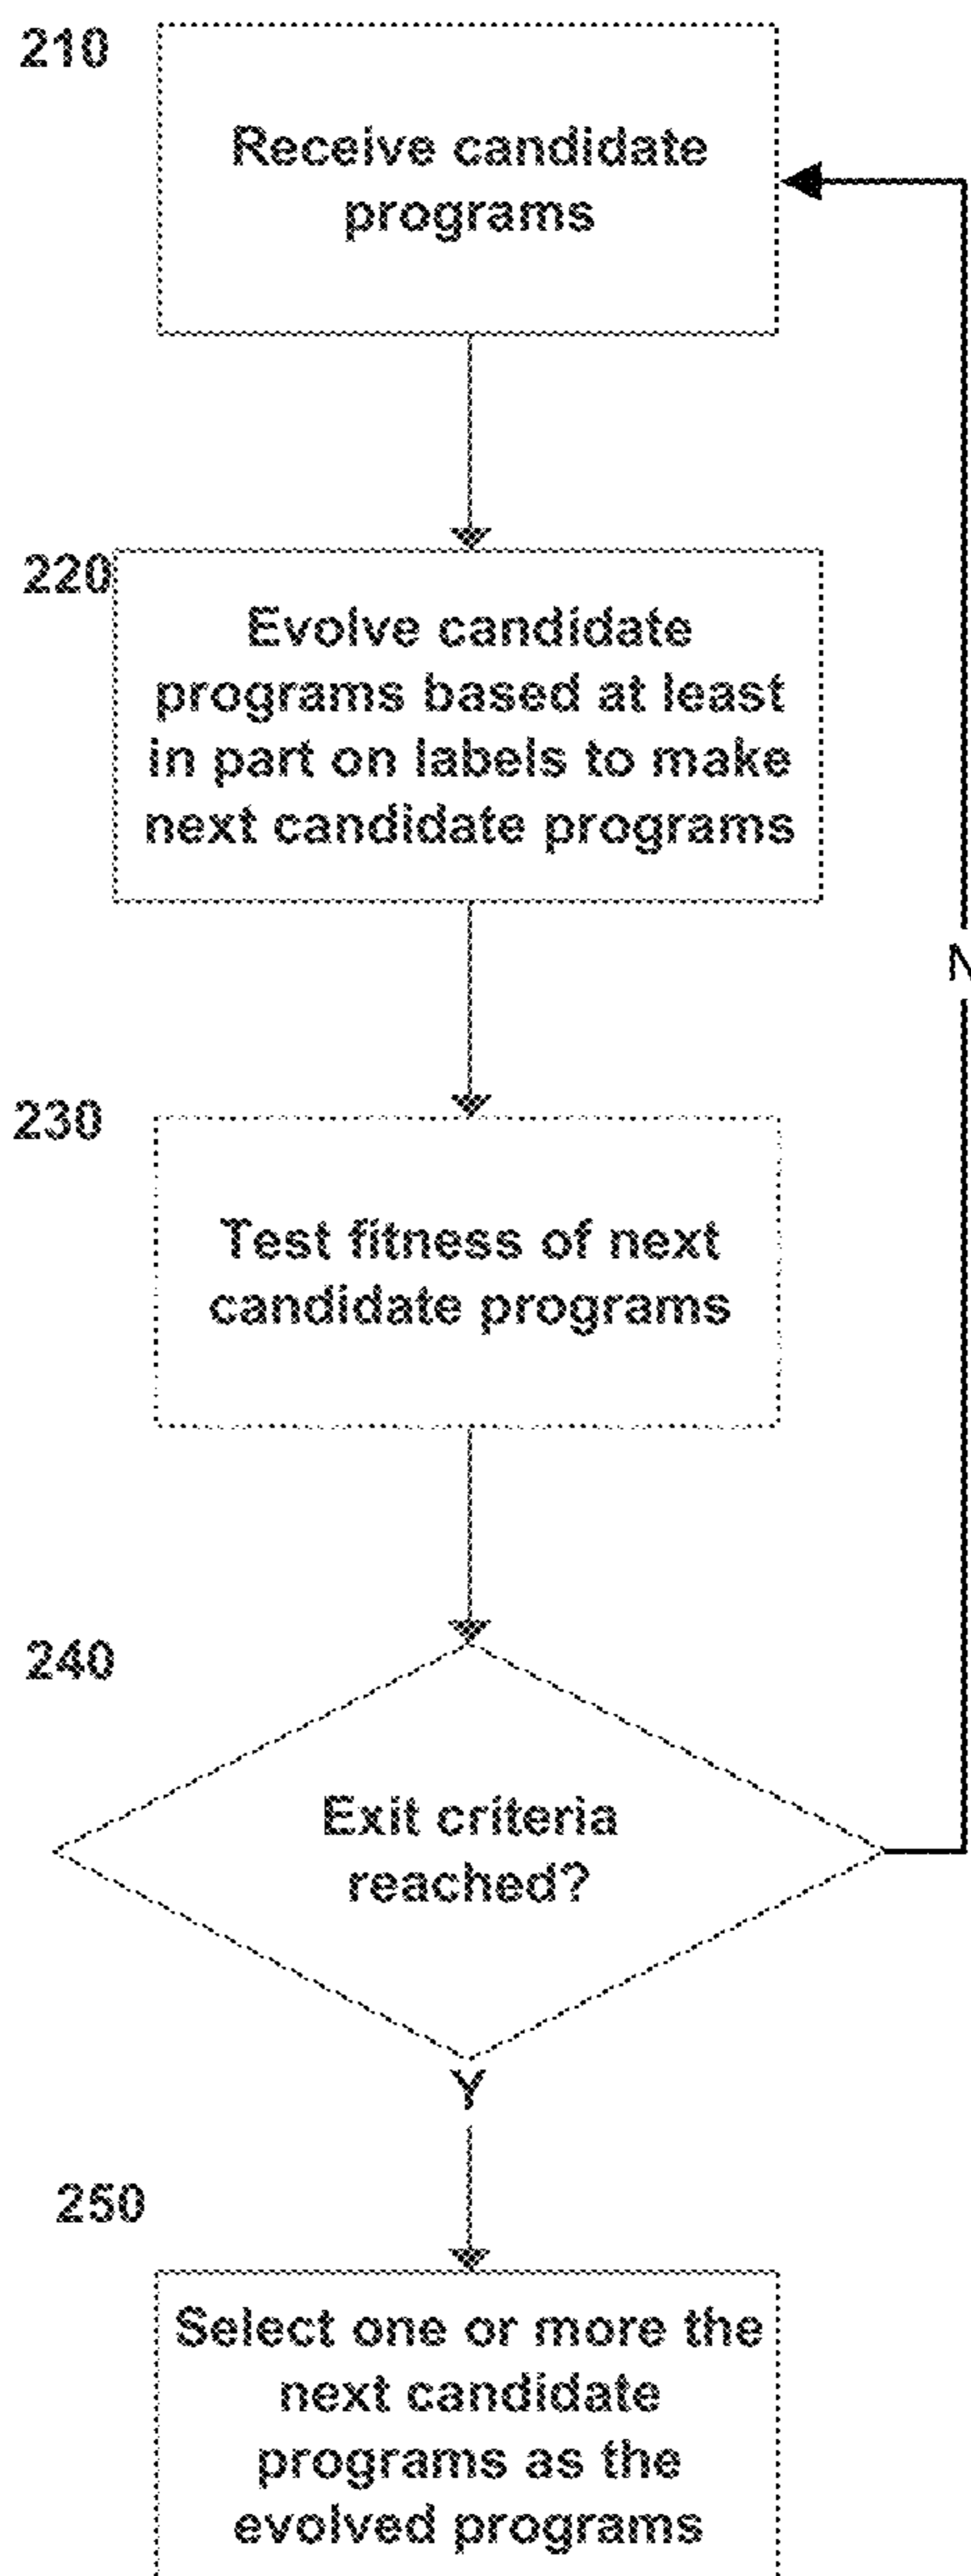 210
Receive candidate
programs
220
Evolve candidate
programs based at least
in part on labels to make
next candidate programs
N
230
Test fitness of next
candidate programs
240
Exit criteria
reached?
Y
250
Select one or more the
next candidate
programs as the
evolved programs